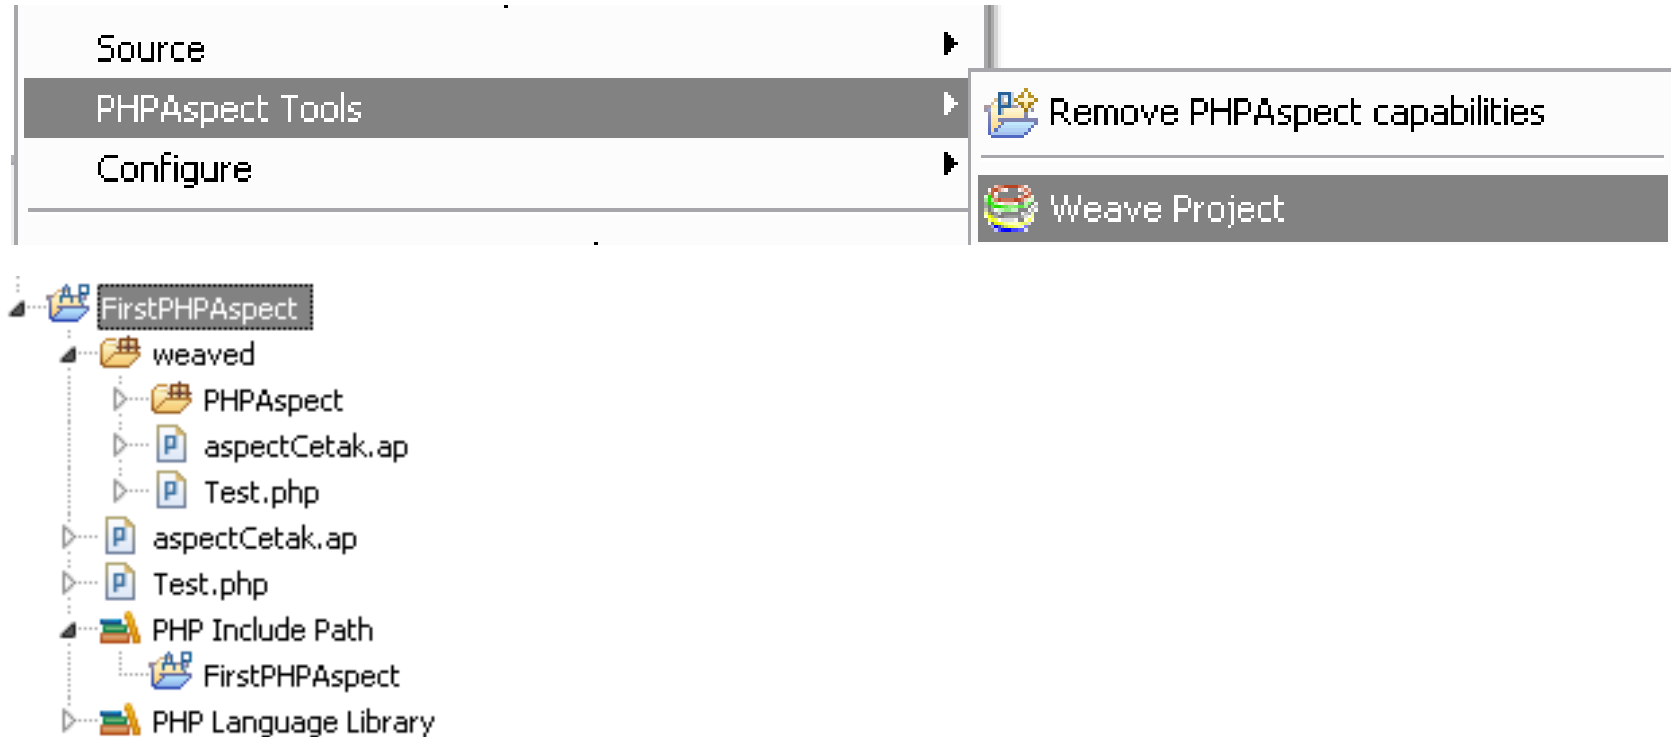 Source
PHPAspect Tools
Remove PHPAspect capabilities
Configure
Weave Project
FirstPHPAspect
weaved
PHPAspect
aspectCetak.ap
Test.php
aspectCetak.ap
Test.php
PHP Include Path
FirstPHPAspect
PHP Language Library